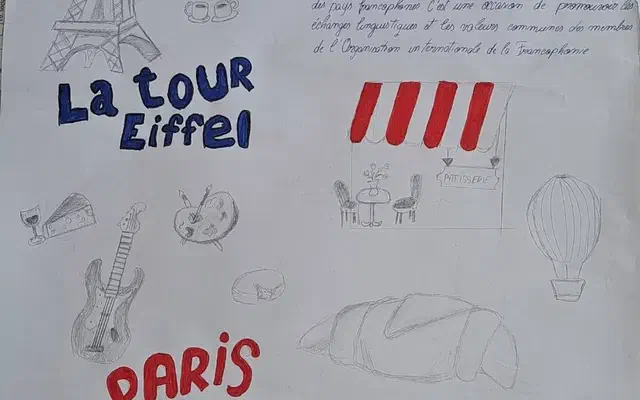 des pays francophones C'est une occasion de promouvoir les
échanges linguistiques et les valeurs communes des membres
de l'Organisation internationale de la Francophonie
La tour
Eiffel
PATISSERIE
PARIS